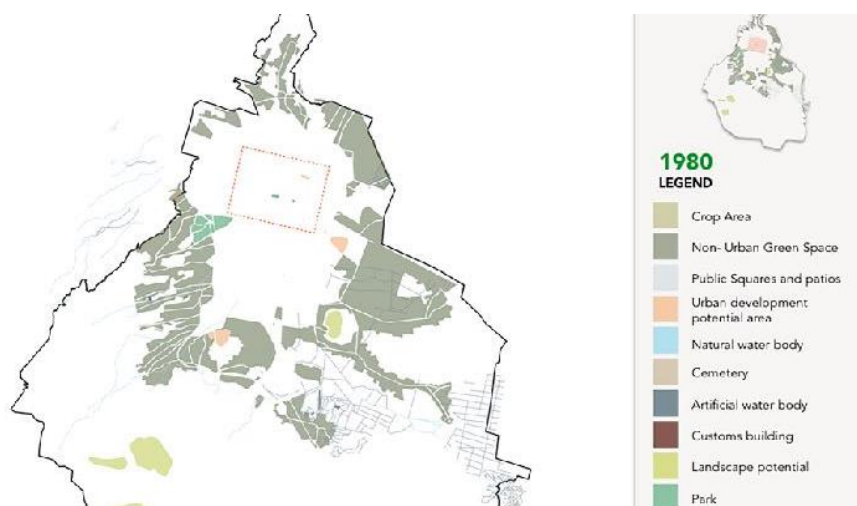 1980
LEGEND
Crop Area
Non- Urban Green Space
Public Squares and patios
Urban development
potential area
Natural water body
Cemetery
Artificial water body
Customs building
Landscape potential
Park